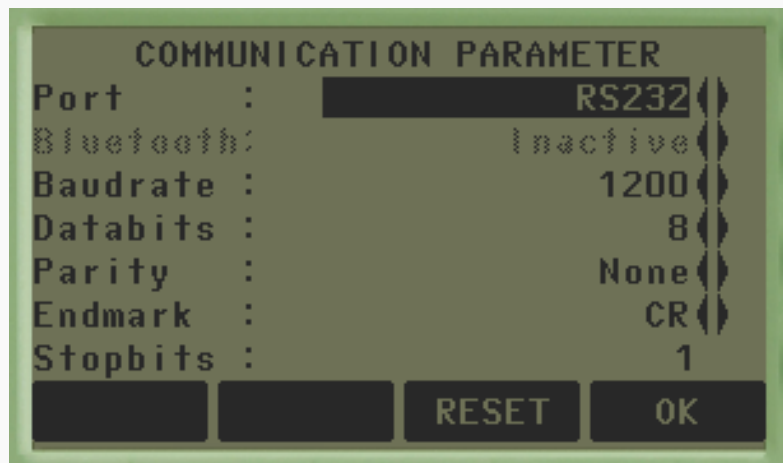 COMMUNICATION PARAMETER
Port : RS232
Bluetooth: Inactive
Baudrate : 1200
Databits : 8
Parity : None
Endmark : CR
Stopbits : 1
RESET OK